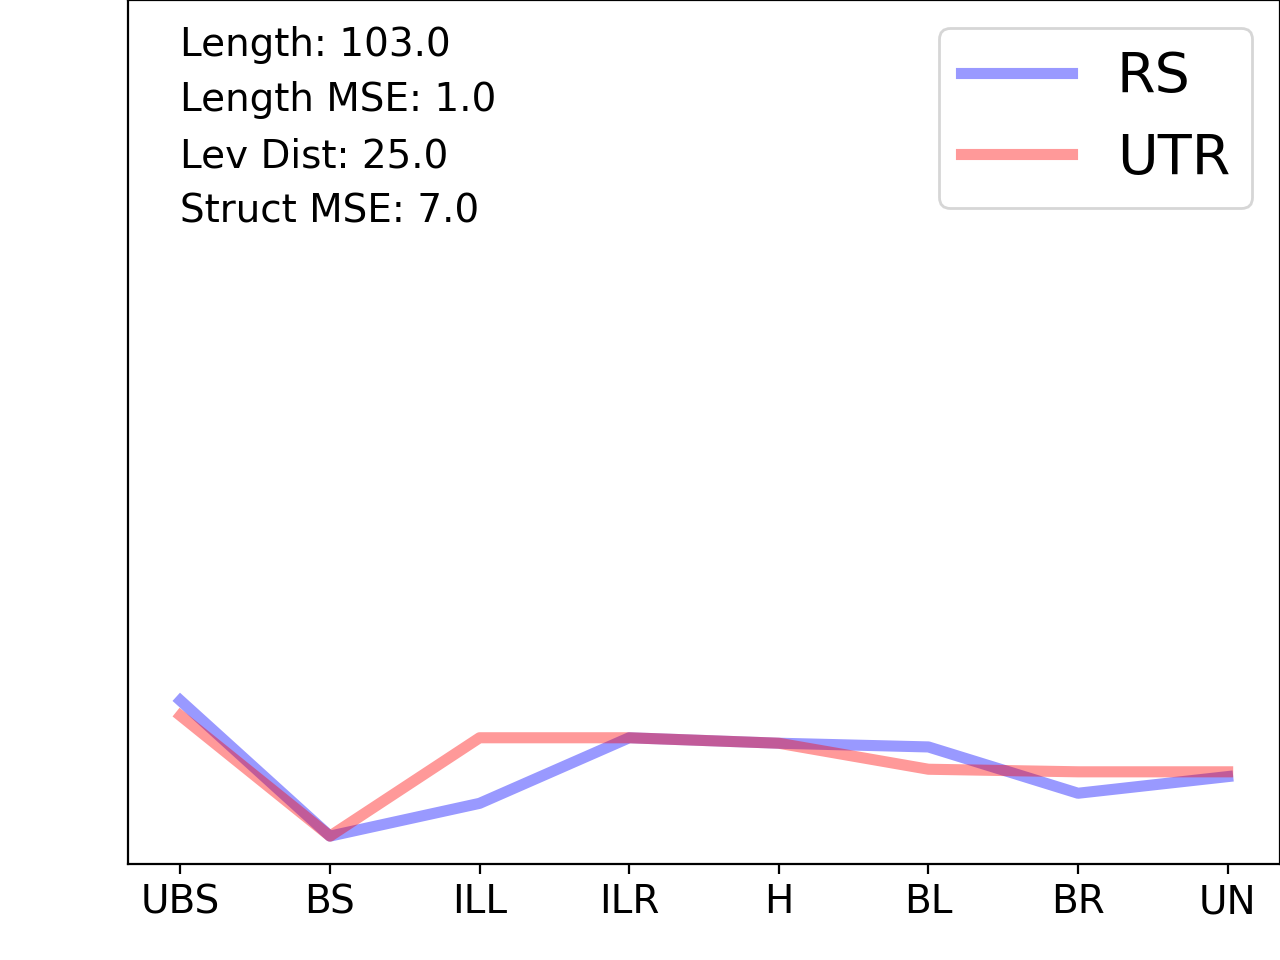 Length: 103.0
Length MSE: 1.0
Lev Dist: 25.0
Struct MSE: 7.0
RS
UTR
UBS BS ILL ILR H BL BR UN